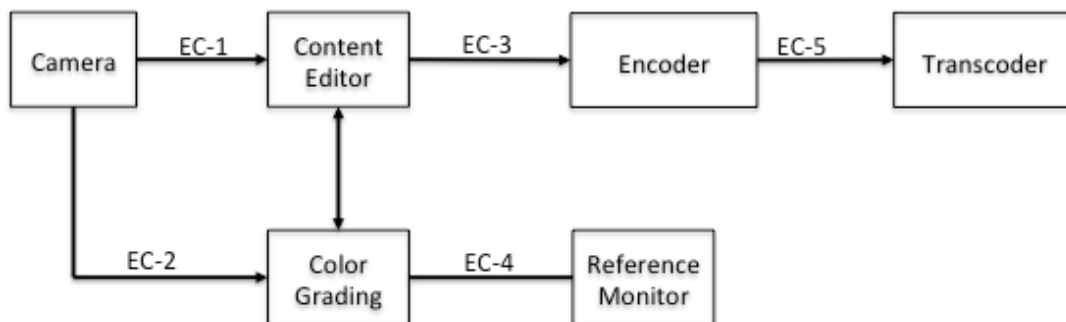 Camera
EC-1
Content
Editor
EC-3
Encoder
EC-5
Transcoder
EC-2
Color
Grading
EC-4
Reference
Monitor